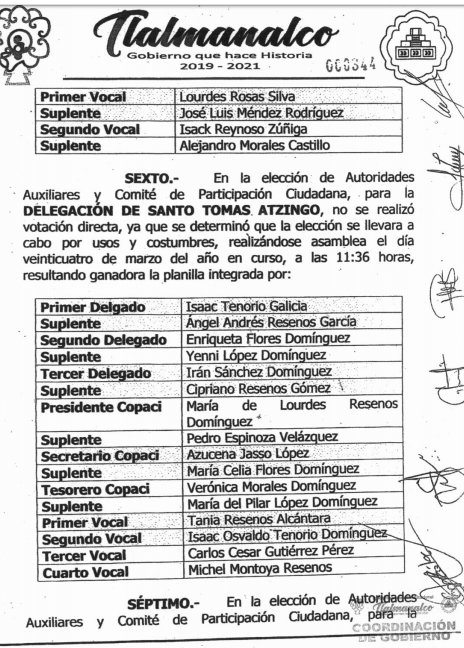 Tlalmanalco
Gobierno que hace Historia
2019 - 2021
000344
Primer Vocal Lourdes Rosas Silva
Suplente José Luis Méndez Rodríguez
Segundo Vocal Isack Reynoso Zúñiga
Suplente Alejandro Morales Castillo
SEXTO.- En la elección de Autoridades
Auxiliares y Comité de Participación Ciudadana, para la
DELEGACIÓN DE SANTO TOMAS ATZINGO, no se realizó
votación directa, ya que se determinó que la elección se llevara a
cabo por usos y costumbres, realizándose asamblea el día
veinticuatro de marzo del año en curso, a las 11:36 horas,
resultando ganadora la planilla integrada por:
Primer Delgado Isaac Tenorio Galicia
Suplente Ángel Andrés Resenos García
Segundo Delegado Enriqueta Flores Domínguez
Suplente Yenni López Domínguez
Tercer Delegado Irán Sánchez Domínguez
Suplente Cipriano Resenos Gómez
Presidente Copaci María de Lourdes Resenos
Domínguez
Suplente Pedro Espinoza Velázquez
Secretario Copaci Azucena Jasso López
Suplente María Celia Flores Domínguez
Tesorero Copaci Verónica Morales Domínguez
Suplente María del Pilar López Domínguez
Primer Vocal Tania Resenos Alcántara
Segundo Vocal Isaac Osvaldo Tenorio Domínguez
Tercer Vocal Carlos Cesar Gutiérrez Pérez
Cuarto Vocal Michel Montoya Resenos
SÉPTIMO.- En la elección de Autoridades
Auxiliares y Comité de Participación Ciudadana, para la
Tlalmanalco
COORDINACIÓN
DE GOBIERNO